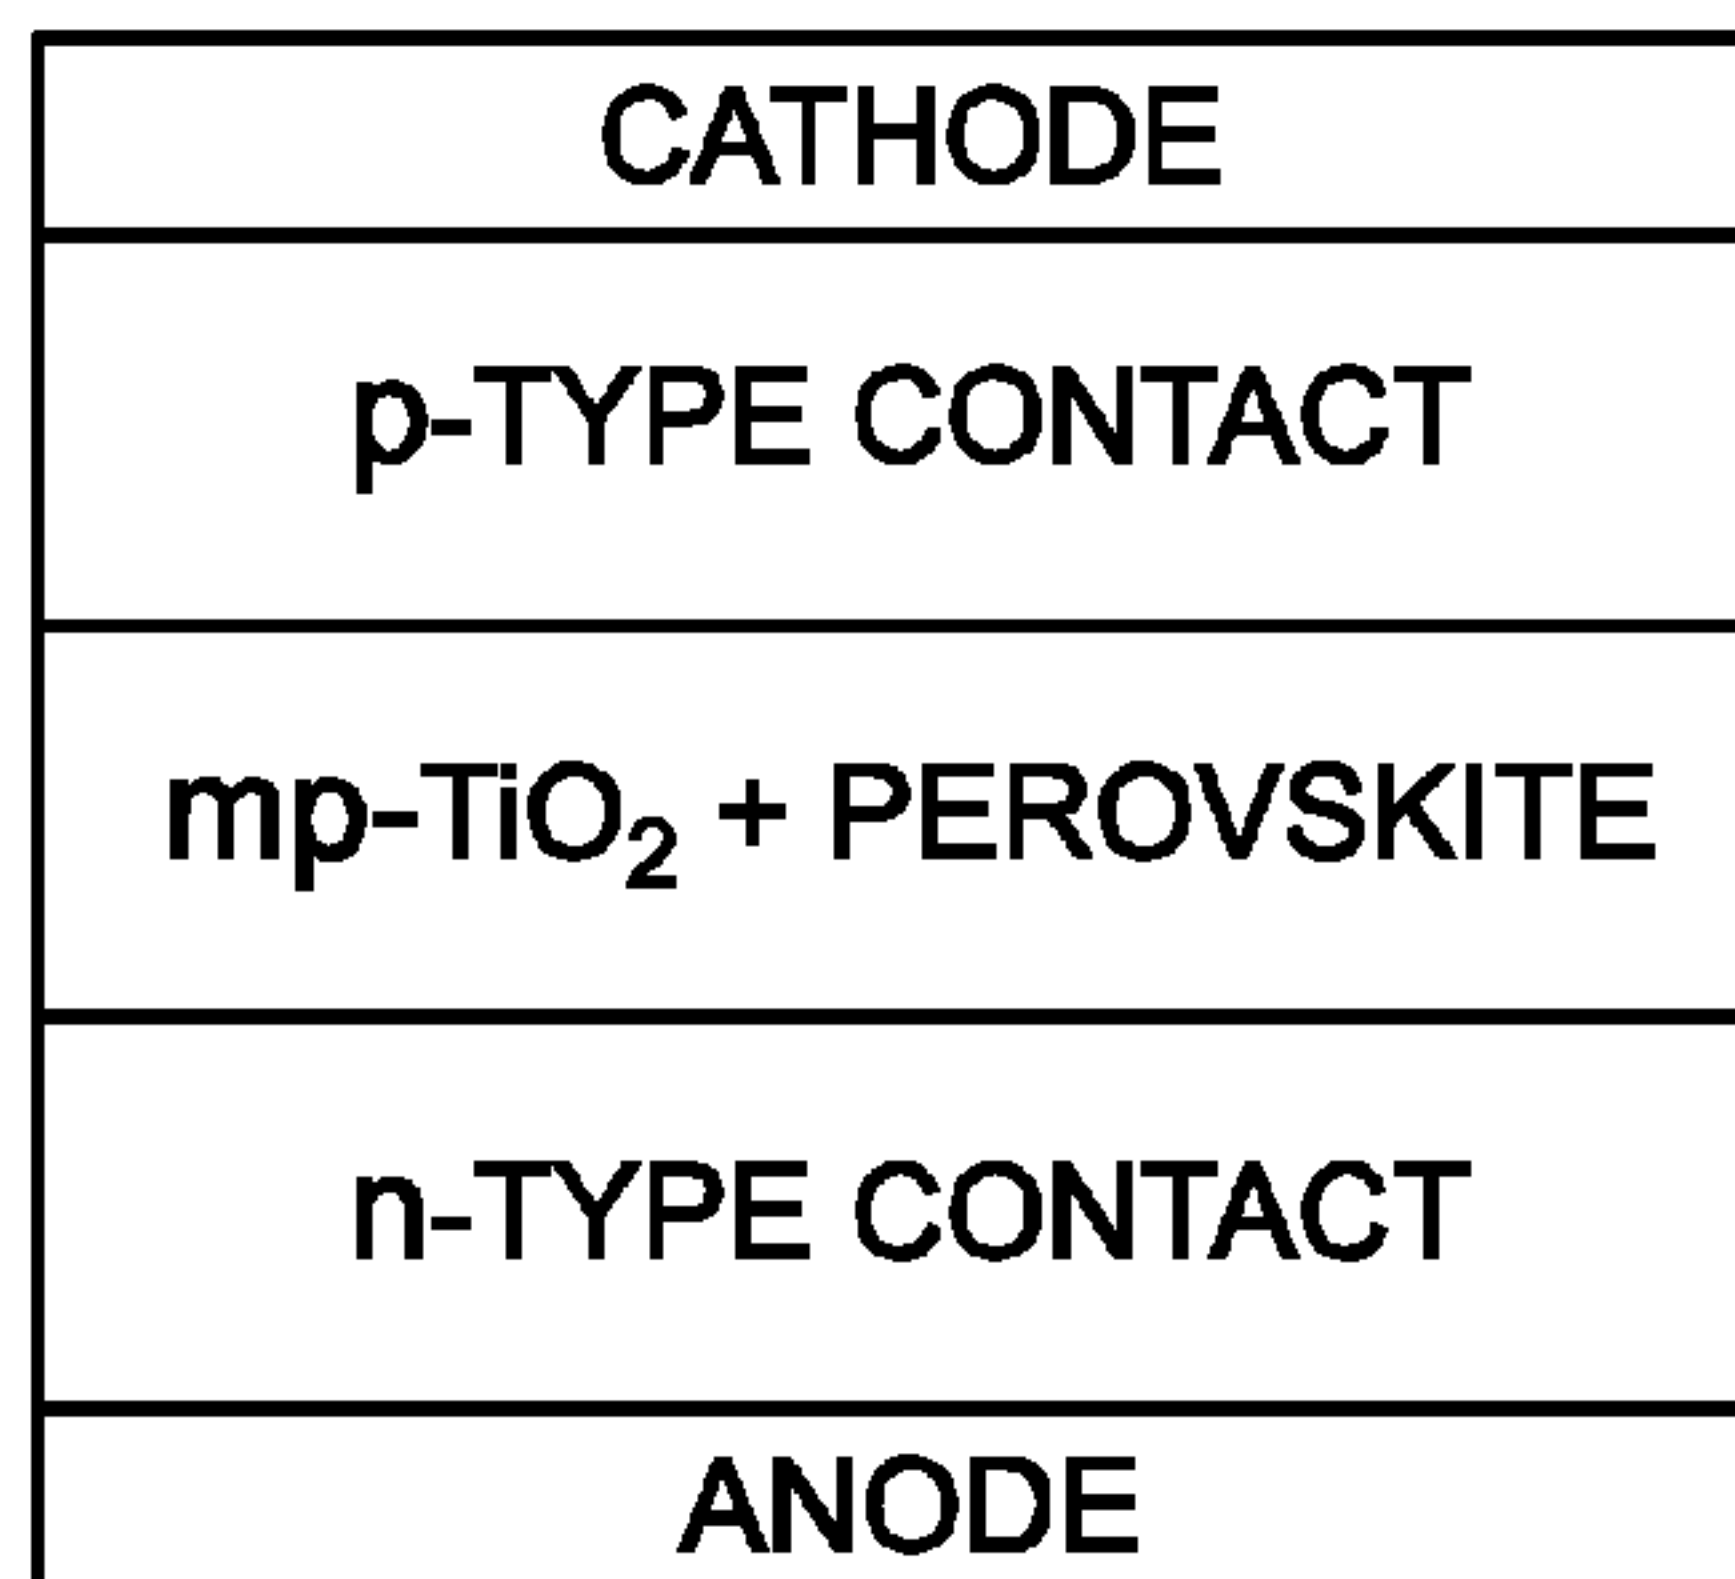 CATHODE
p-TYPE CONTACT
mp-TiO₂ + PEROVSKITE
n-TYPE CONTACT
ANODE